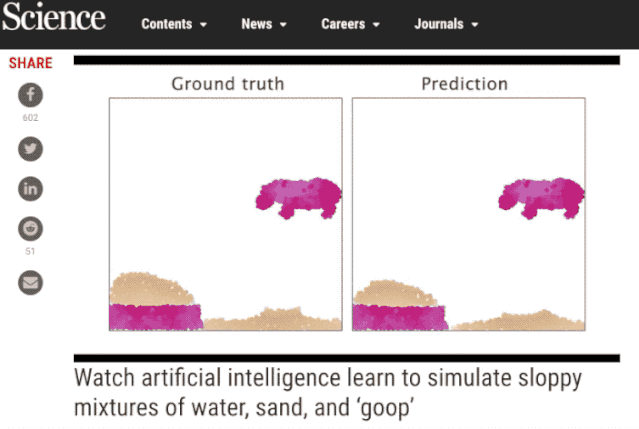 Science
Contents News Careers Journals
SHARE
602
51
Ground truth Prediction
Watch artificial intelligence learn to simulate sloppy
mixtures of water, sand, and ‘goop’